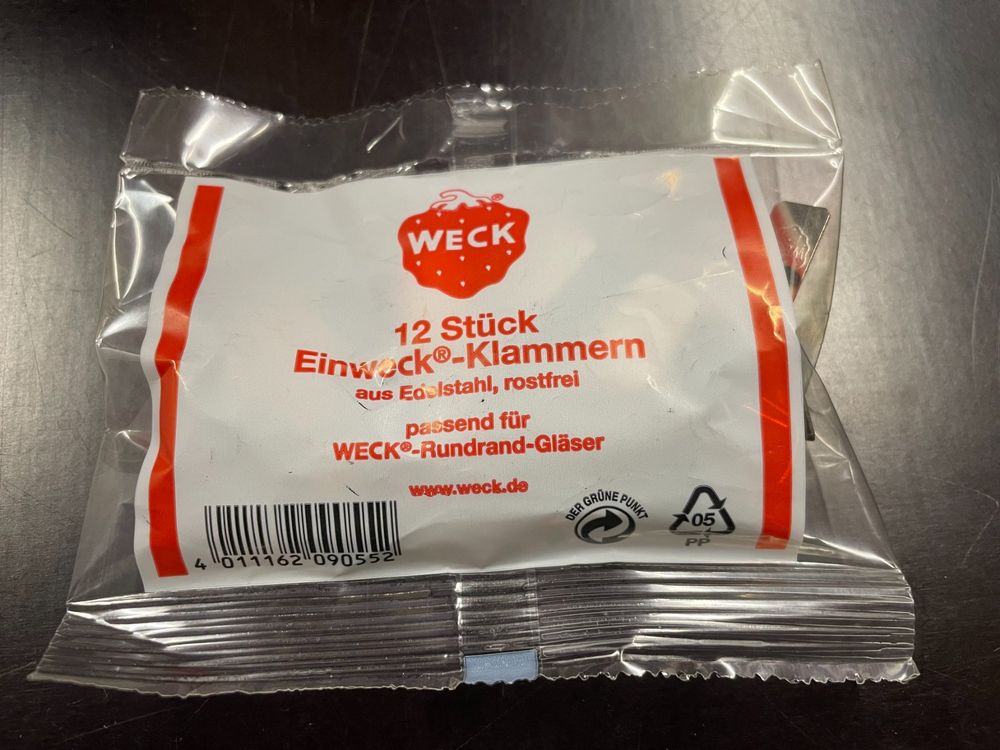 WECK®
12 Stück
Einweck®-Klammern
aus Edelstahl, rostfrei
passend für
WECK®-Rundrand-Gläser
www.weck.de
4 011162 090552
DER GRÜNE PUNKT
05
PP